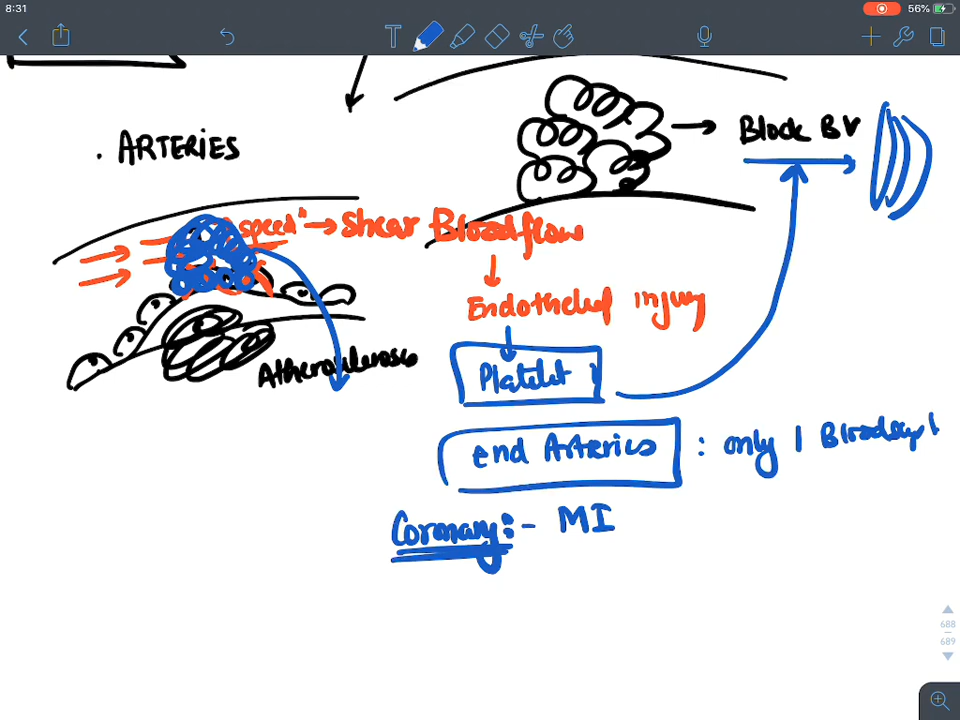 8:31
56%
T
Block BV
. ARTERIES
speed" → shear Bloodflow
Endothelial injury
Platelet
Atherosclerosis
end Arteries : only 1
Coronary:- MI
688
689